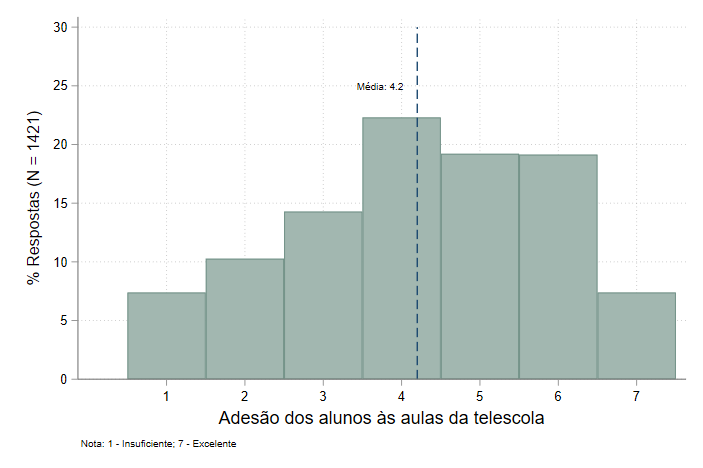 30
25
20
15
10
5
0
% Respostas (N = 1421)
Média: 4.2
1 2 3 4 5 6 7
Adesão dos alunos às aulas da telescola
Nota: 1 - Insuficiente; 7 - Excelente